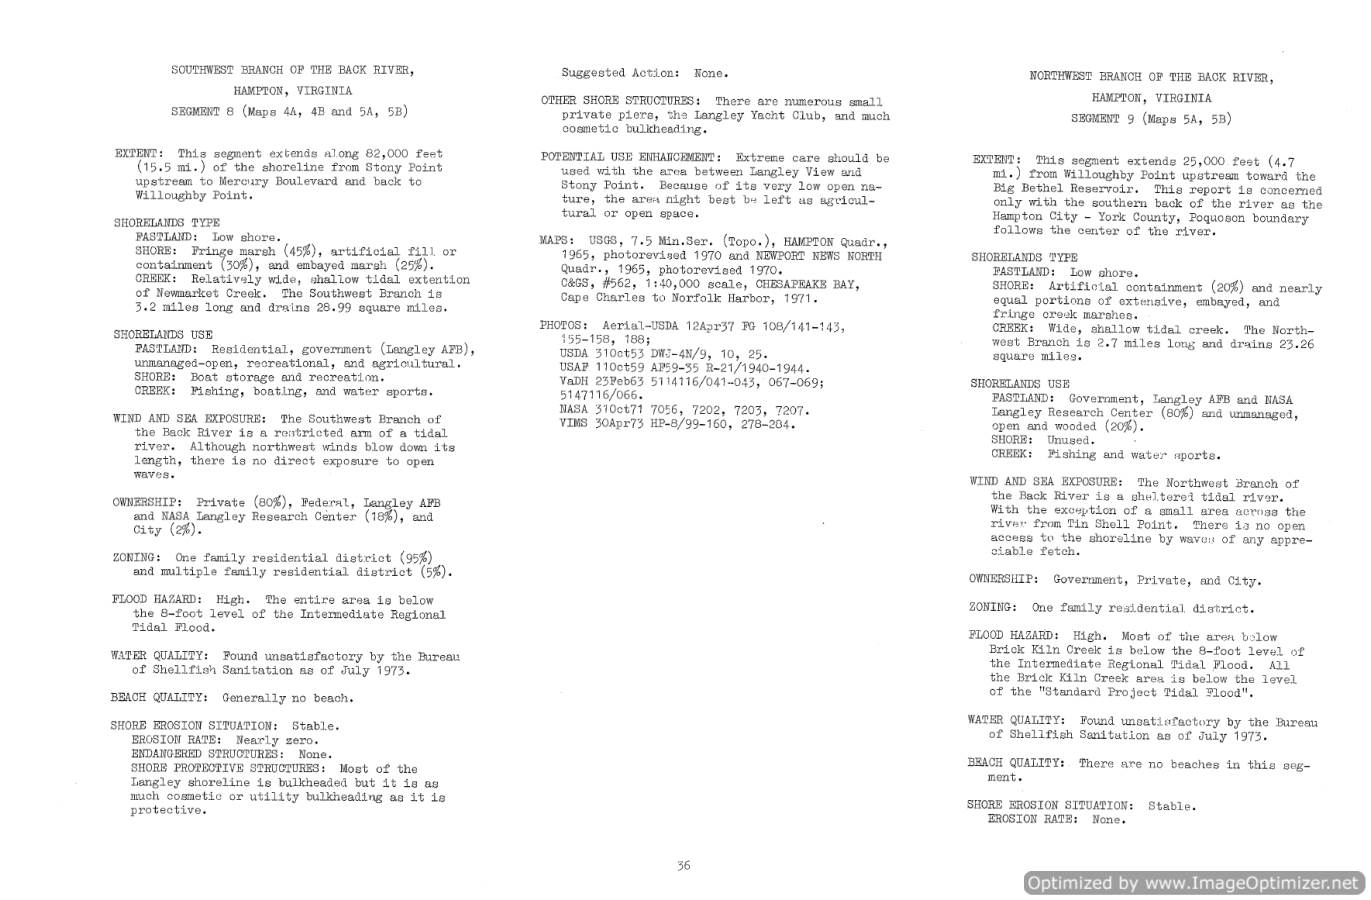 SOUTHWEST BRANCH OF THE BACK RIVER,
HAMPTON, VIRGINIA
SEGMENT 8 (Maps 4A, 4B and 5A, 5B)
EXTENT: This segment extends along 82,000 feet
(15.5 mi.) of the shoreline from Stony Point
upstream to Mercury Boulevard and back to
Willoughby Point.
SHORELANDS TYPE
FASTLAND: Low shore.
SHORE: Fringe marsh (45%), artificial fill or
containment (30%), and embayed marsh (25%).
CREEK: Relatively wide, shallow tidal extention
of Newmarket Creek. The Southwest Branch is
3.2 miles long and drains 28.99 square miles.
SHORELANDS USE
FASTLAND: Residential, government (Langley AFB),
unmanaged-open, recreational, and agricultural.
SHORE: Boat storage and recreation.
CREEK: Fishing, boating, and water sports.
WIND AND SEA EXPOSURE: The Southwest Branch of
the Back River is a restricted arm of a tidal
river. Although northwest winds blow down its
length, there is no direct exposure to open
waves.
OWNERSHIP: Private (80%), Federal, Langley AFB
and NASA Langley Research Center (18%), and
City (2%).
ZONING: One family residential district (95%)
and multiple family residential district (5%).
FLOOD HAZARD: High. The entire area is below
the 8-foot level of the Intermediate Regional
Tidal Flood.
WATER QUALITY: Found unsatisfactory by the Bureau
of Shellfish Sanitation as of July 1973.
BEACH QUALITY: Generally no beach.
SHORE EROSION SITUATION: Stable.
EROSION RATE: Nearly zero.
ENDANGERED STRUCTURES: None.
SHORE PROTECTIVE STRUCTURES: Most of the
Langley shoreline is bulkheaded but it is as
much cosmetic or utility bulkheading as it is
protective.
Suggested Action: None.
OTHER SHORE STRUCTURES: There are numerous small
private piers, the Langley Yacht Club, and much
cosmetic bulkheading.
POTENTIAL USE ENHANCEMENT: Extreme care should be
used with the area between Langley View and
Stony Point. Because of its very low open na-
ture, the area might best be left as agricul-
tural or open space.
MAPS: USGS, 7.5 Min.Ser. (Topo.), HAMPTON Quadr.,
1965, photorevised 1970 and NEWPORT NEWS NORTH
Quadr., 1965, photorevised 1970.
C&GS, #562, 1:40,000 scale, CHESAPEAKE BAY,
Cape Charles to Norfolk Harbor, 1971.
PHOTOS: Aerial-USDA 12Apr37 FG 108/141-143,
155-158, 188;
USDA 31Oct53 DWJ-4N/9, 10, 25.
USAF 11Oct59 AF59-35 R-21/1940-1944.
VaDH 23Feb63 5114116/041-043, 067-069;
5147116/066.
NASA 31Oct71 7056, 7202, 7203, 7207.
VIMS 30Apr73 HP-8/99-160, 278-284.
NORTHWEST BRANCH OF THE BACK RIVER,
HAMPTON, VIRGINIA
SEGMENT 9 (Maps 5A, 5B)
EXTENT: This segment extends 25,000 feet (4.7
mi.) from Willoughby Point upstream toward the
Big Bethel Reservoir. This report is concerned
only with the southern back of the river as the
Hampton City - York County, Poquoson boundary
follows the center of the river.
SHORELANDS TYPE
FASTLAND: Low shore.
SHORE: Artificial containment (20%) and nearly
equal portions of extensive, embayed, and
fringe creek marshes.
CREEK: Wide, shallow tidal creek. The North-
west Branch is 2.7 miles long and drains 23.26
square miles.
SHORELANDS USE
FASTLAND: Government, Langley AFB and NASA
Langley Research Center (80%) and unmanaged,
open and wooded (20%).
SHORE: Unused.
CREEK: Fishing and water sports.
WIND AND SEA EXPOSURE: The Northwest Branch of
the Back River is a sheltered tidal river.
With the exception of a small area across the
river from Tin Shell Point. There is no open
access to the shoreline by waves of any appre-
ciable fetch.
OWNERSHIP: Government, Private, and City.
ZONING: One family residential district.
FLOOD HAZARD: High. Most of the area below
Brick Kiln Creek is below the 8-foot level of
the Intermediate Regional Tidal Flood. All
the Brick Kiln Creek area is below the level
of the "Standard Project Tidal Flood".
WATER QUALITY: Found unsatisfactory by the Bureau
of Shellfish Sanitation as of July 1973.
BEACH QUALITY: There are no beaches in this seg-
ment.
SHORE EROSION SITUATION: Stable.
EROSION RATE: None.
36
Optimized by www.ImageOptimizer.net